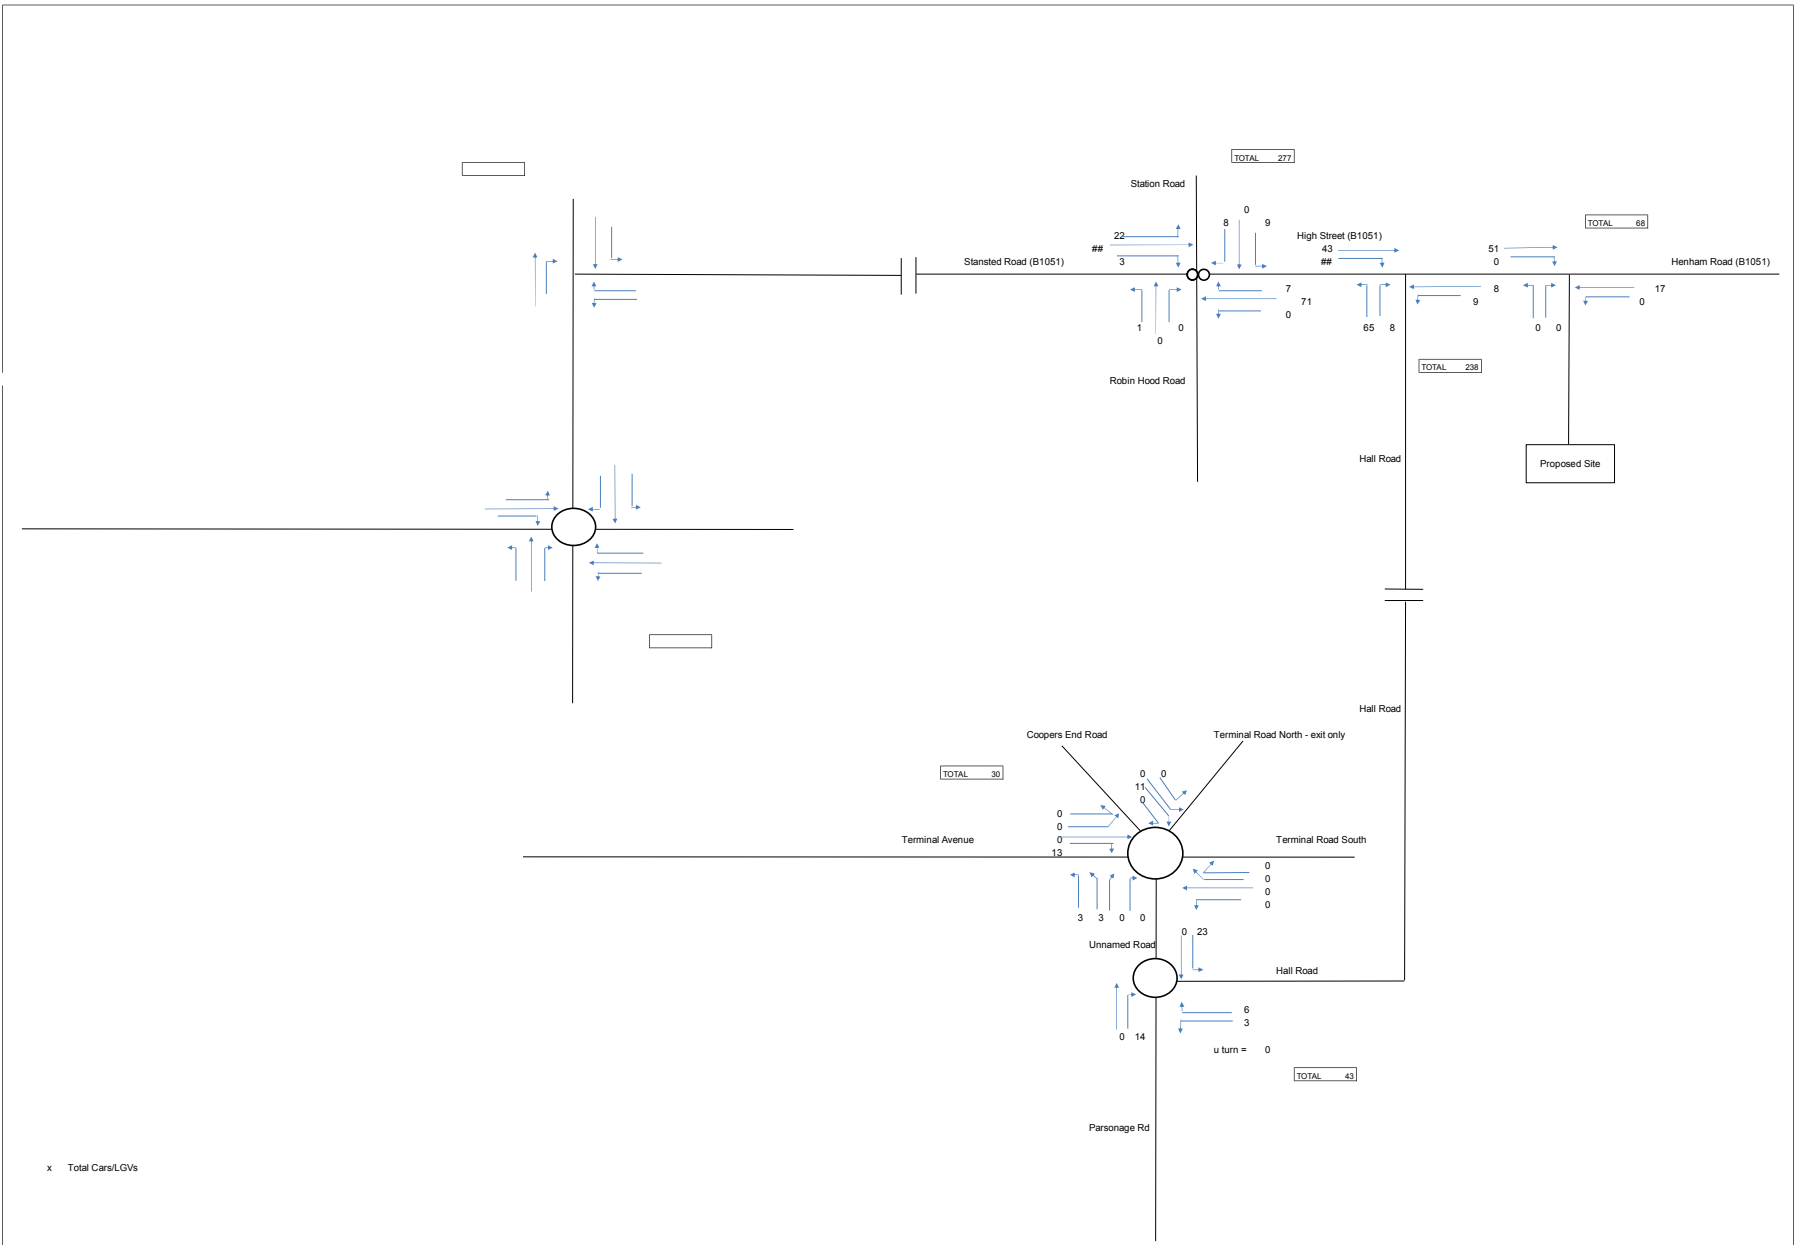 TOTAL 277
Station Road
0
8 9
TOTAL 68
22
High Street (B1051)
##
43
51
Stansted Road (B1051)
3
##
0
Henham Road (B1051)
7
8
17
71
9
0
0
1 0
65 8
0 0
0
TOTAL 238
Robin Hood Road
Hall Road
Proposed Site
Hall Road
Coopers End Road
Terminal Road North - exit only
TOTAL 30
0 0
11
0
0
0
0
13
Terminal Avenue
Terminal Road South
0
0
0
0
3 3 0 0
0 23
Unnamed Road
Hall Road
6
3
0 14
u turn = 0
TOTAL 43
Parsonage Rd
x Total Cars/LGVs